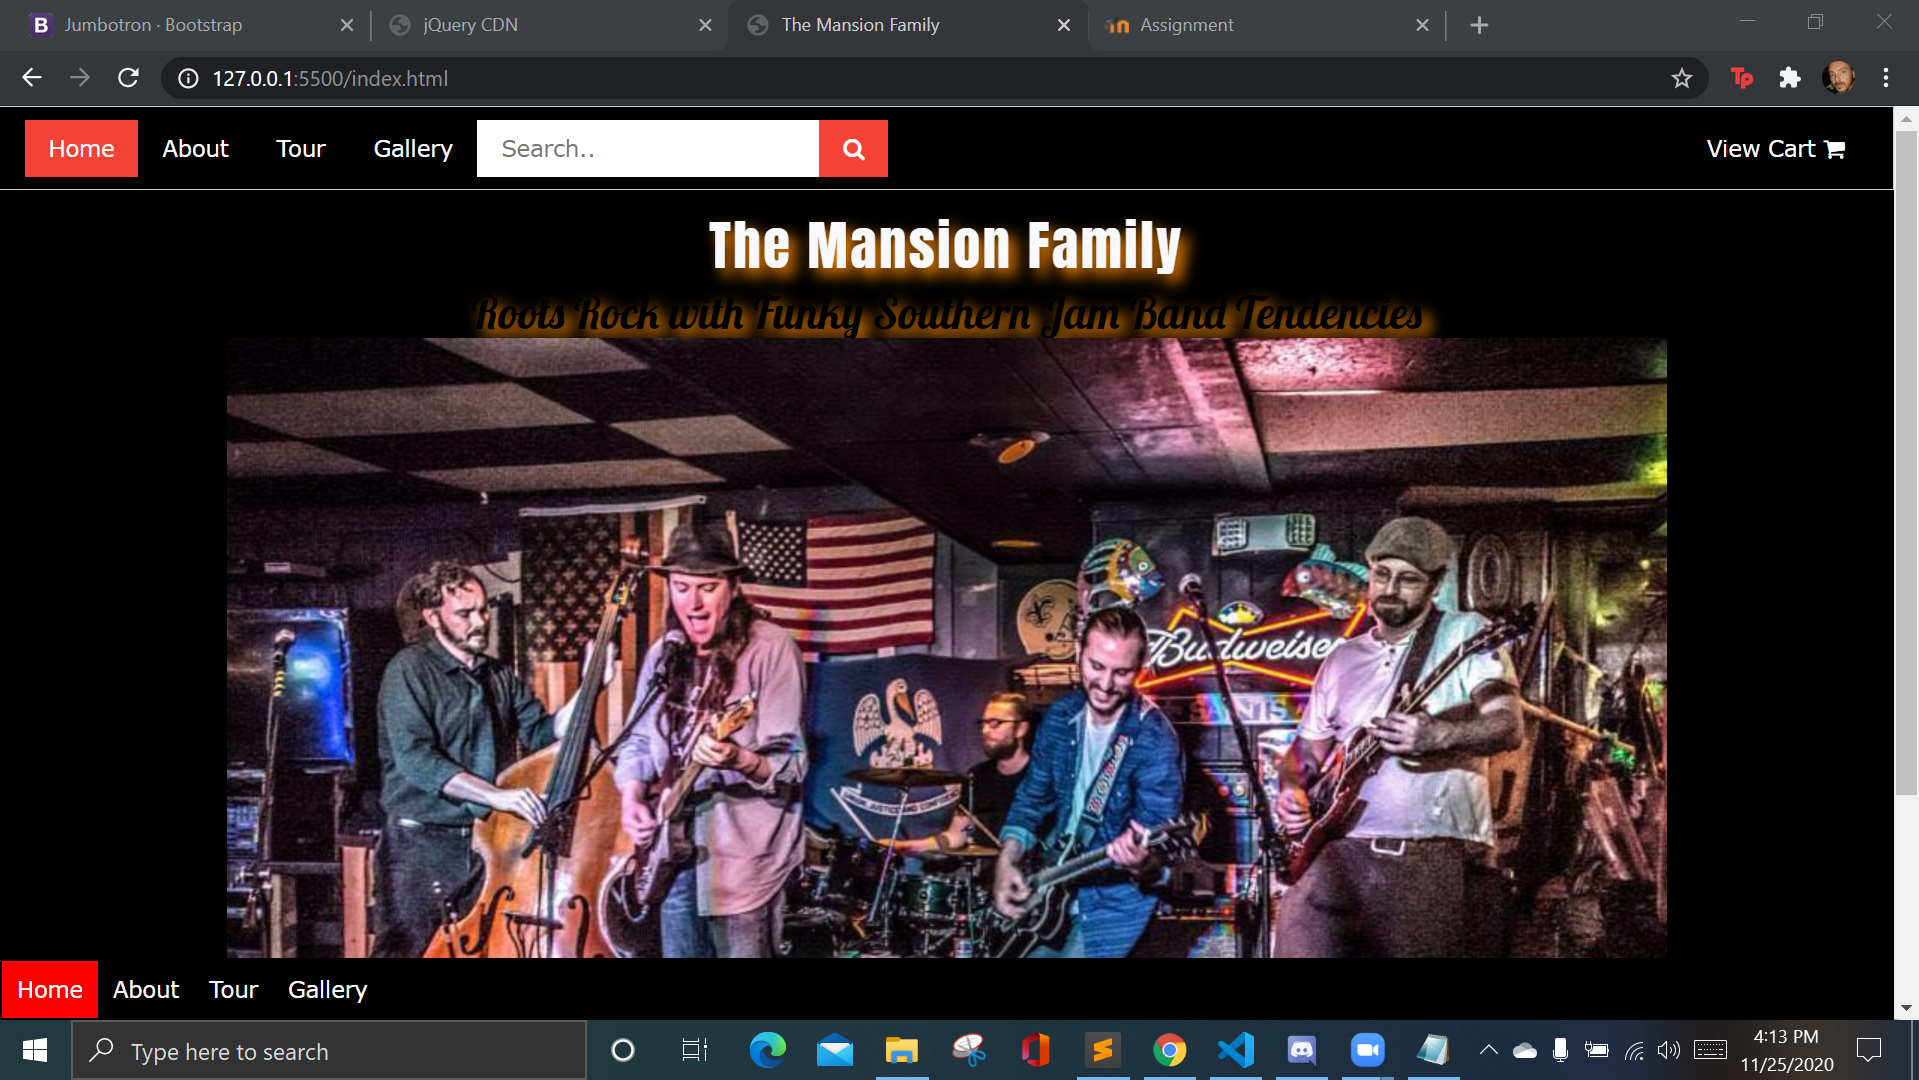 Jumbotron · Bootstrap
jQuery CDN
The Mansion Family
Assignment
127.0.0.1:5500/index.html
Tp
Home
About
Tour
Gallery
Search..
View Cart
The Mansion Family
Roots Rock with Funky Southern Jam Band Tendencies
Budweiser
SAINTS
Home
About
Tour
Gallery
Type here to search
4:13 PM
11/25/2020